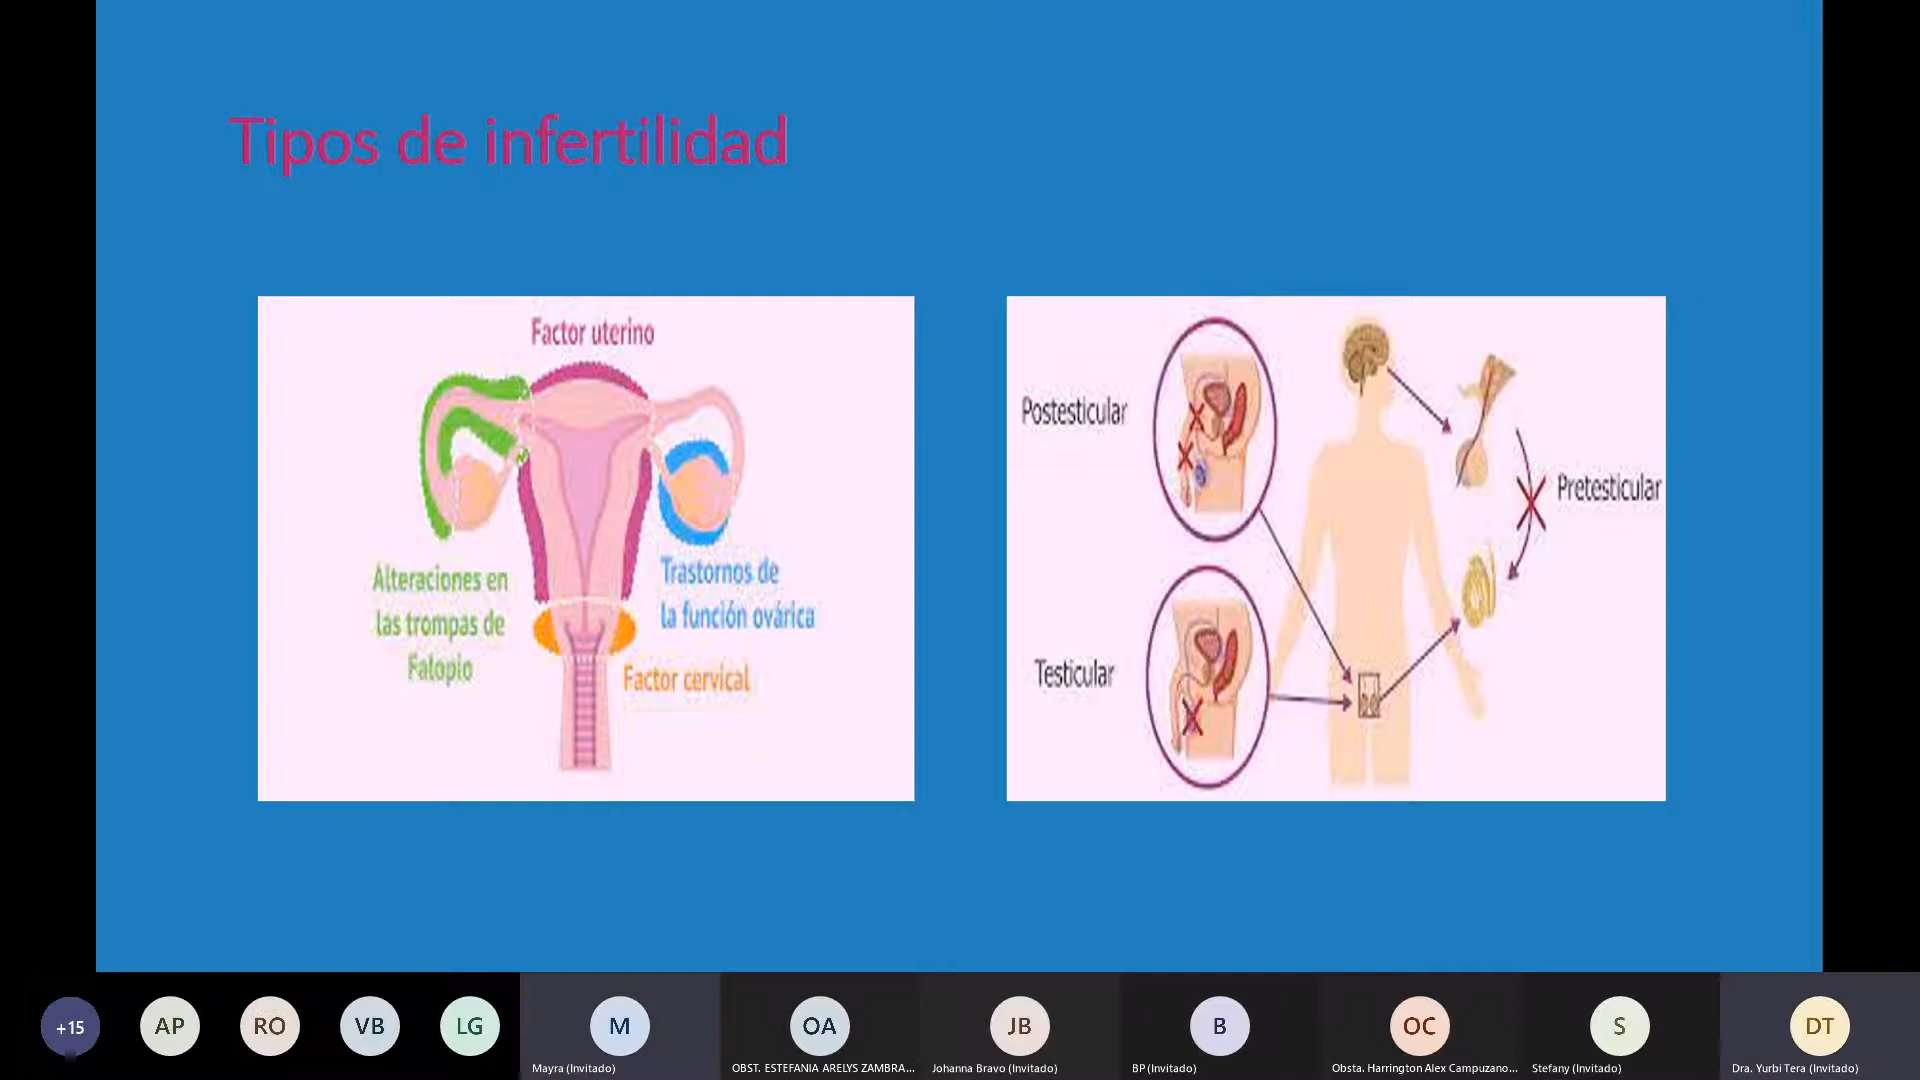 Tipos de infertilidad
Factor uterino
Alteraciones en
las trompas de
Falopio
Trastornos de
la función ovárica
Factor cervical
Postesticular
Pretesticular
Testicular
+15
AP
RO
VB
LG
M
OA
JB
B
OC
S
DT
Mayra (Invitado)
OBST. ESTEFANIA ARELYS ZAMBRA...
Johanna Bravo (Invitado)
BP (Invitado)
Obsta. Harrington Alex Campuzano...
Stefany (Invitado)
Dra. Yurbi Tera (Invitado)